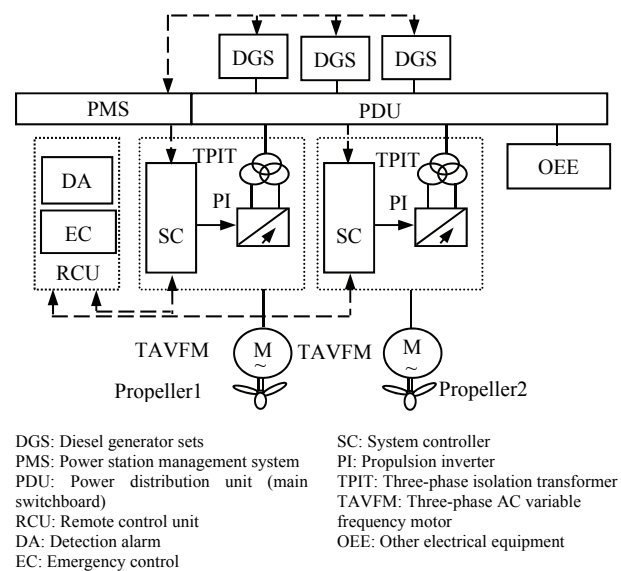 DGS
DGS
DGS
PMS
PDU
DA
EC
RCU
SC
TPIT
PI
SC
TPIT
PI
OEE
TAVFM
M
~
TAVFM
M
~
Propeller1
Propeller2
DGS: Diesel generator sets
PMS: Power station management system
PDU: Power distribution unit (main
switchboard)
RCU: Remote control unit
DA: Detection alarm
EC: Emergency control
SC: System controller
PI: Propulsion inverter
TPIT: Three-phase isolation transformer
TAVFM: Three-phase AC variable
frequency motor
OEE: Other electrical equipment